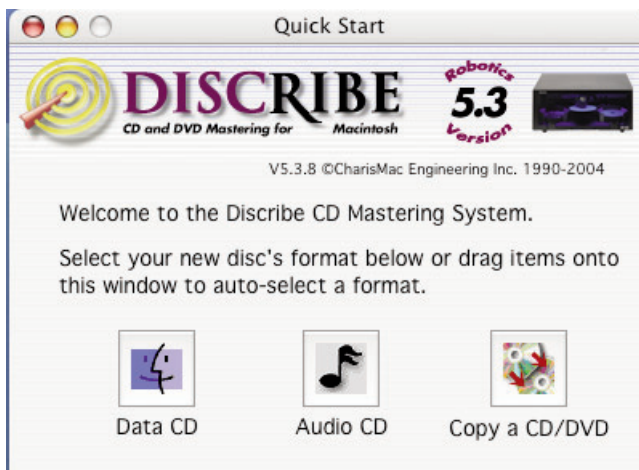 Quick Start
DISCRIBE
CD and DVD Mastering for Macintosh
Robotics
5.3
Version
V5.3.8 ©CharisMac Engineering Inc. 1990-2004
Welcome to the Discribe CD Mastering System.
Select your new disc's format below or drag items onto
this window to auto-select a format.
Data CD Audio CD Copy a CD/DVD